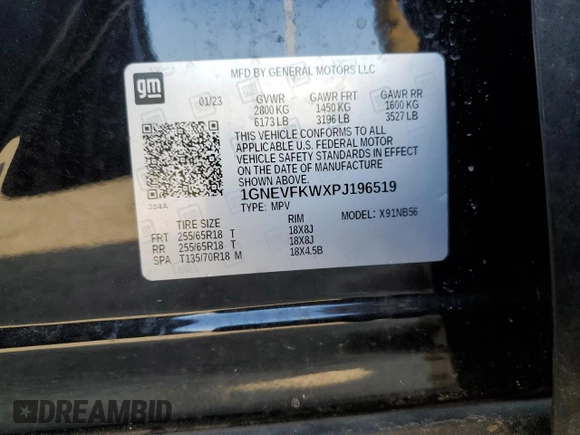 gm
MFD BY GENERAL MOTORS LLC
01/23 GVWR GAWR FRT GAWR RR
2800 KG 1450 KG 1600 KG
6173 LB 3196 LB 3527 LB
THIS VEHICLE CONFORMS TO ALL
APPLICABLE U.S. FEDERAL MOTOR
VEHICLE SAFETY STANDARDS IN EFFECT
ON THE DATE OF MANUFACTURE
SHOWN ABOVE.
384A 1GNEVFKWXPJ196519
TYPE: MPV MODEL: X91NB56
TIRE SIZE RIM
FRT 255/65R18 T 18X8J
RR 255/65R18 T 18X8J
SPA T135/70R18 M 18X4.5B
DREAMBID